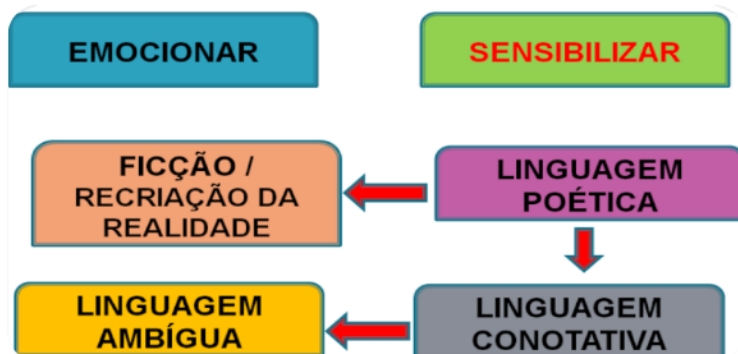 EMOCIONAR
SENSIBILIZAR
FICÇÃO /
RECRIAÇÃO DA
REALIDADE
LINGUAGEM
POÉTICA
LINGUAGEM
AMBÍGUA
LINGUAGEM
CONOTATIVA